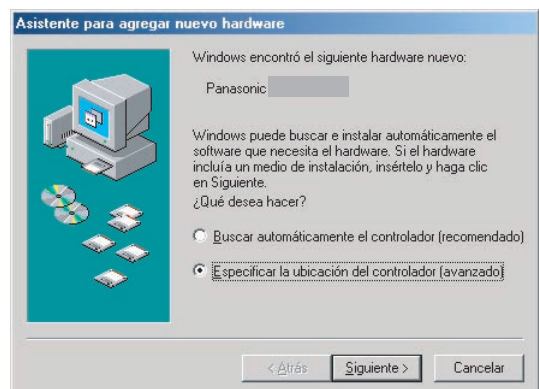 Asistente para agregar nuevo hardware
Windows encontró el siguiente hardware nuevo:
Panasonic
Windows puede buscar e instalar automáticamente el
software que necesita el hardware. Si el hardware
incluía un medio de instalación, insértelo y haga clic
en Siguiente.
¿Qué desea hacer?
Buscar automáticamente el controlador (recomendado)
Especificar la ubicación del controlador (avanzado)
< Atrás
Siguiente >
Cancelar